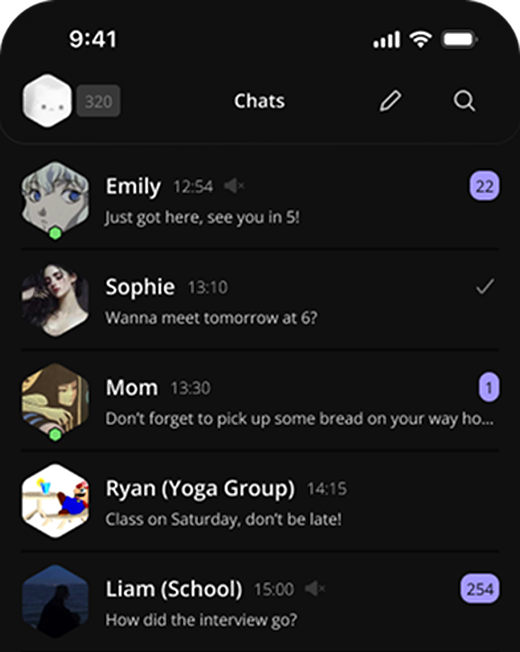 9:41
320
Chats
Emily 12:54
22
Just got here, see you in 5!
Sophie 13:10
Wanna meet tomorrow at 6?
Mom 13:30
1
Don't forget to pick up some bread on your way ho...
Ryan (Yoga Group) 14:15
Class on Saturday, don't be late!
Liam (School) 15:00
254
How did the interview go?